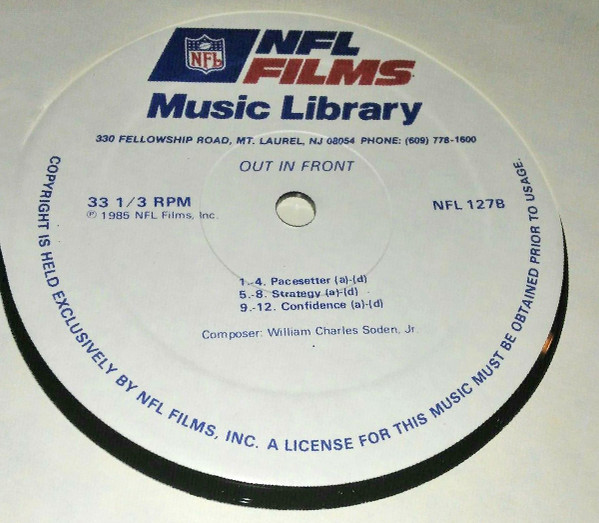 NFL
NFL
FILMS
Music Library
330 FELLOWSHIP ROAD, MT. LAUREL, NJ 08054 PHONE: (609) 778-1600
OUT IN FRONT
33 1/3 RPM
℗ 1985 NFL Films, Inc.
NFL 127B
1.-4. Pacesetter (a)-(d)
5.-8. Strategy (a)-(d)
9.-12. Confidence (a)-(d)
Composer: William Charles Soden, Jr.
COPYRIGHT IS HELD EXCLUSIVELY BY NFL FILMS, INC. A LICENSE FOR THIS MUSIC MUST BE OBTAINED PRIOR TO USAGE.